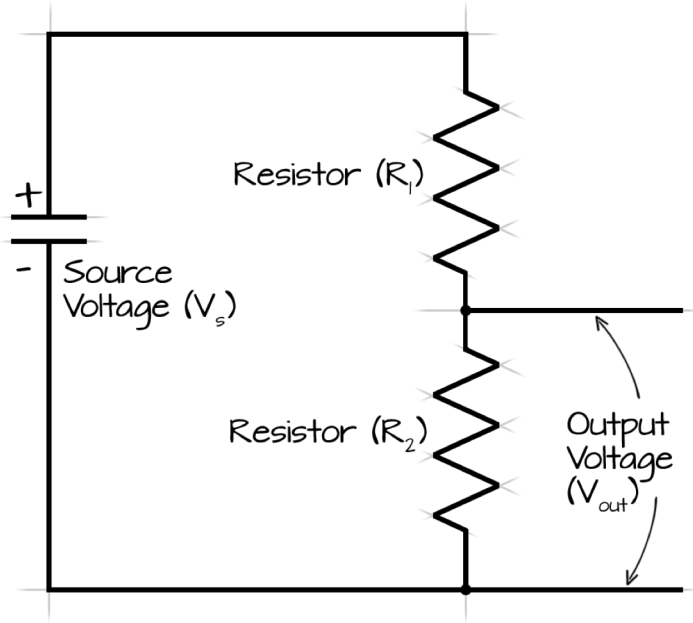 Resistor (R₁)
+
-
Source
Voltage (Vₛ)
Resistor (R₂)
Output
Voltage
(Vout)